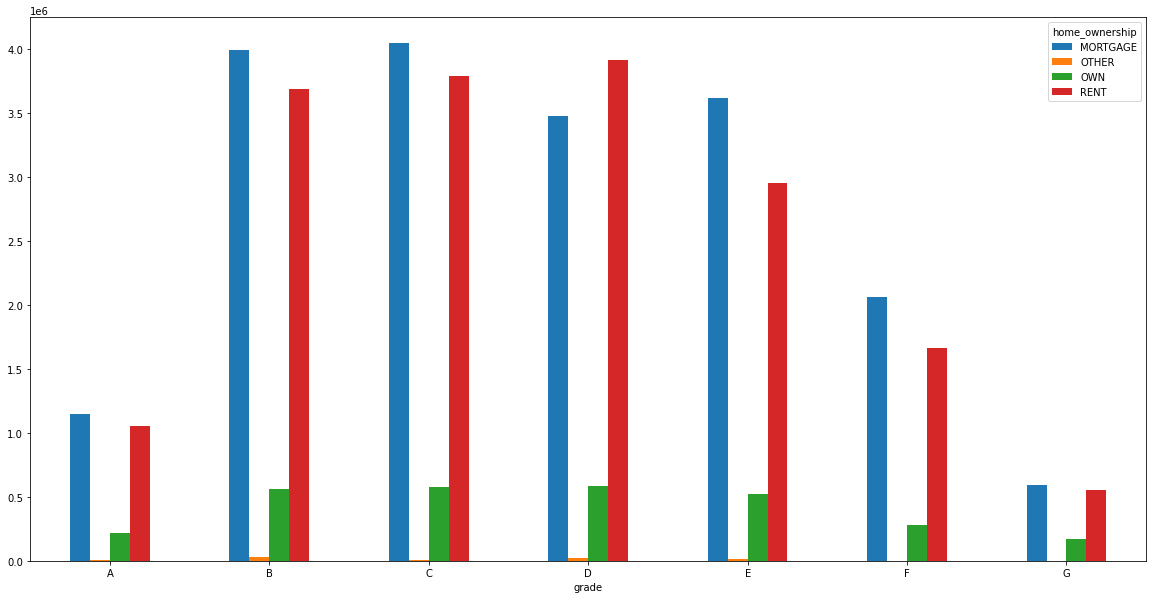 1e6
home_ownership
MORTGAGE
OTHER
OWN
RENT
4.0
3.5
3.0
2.5
2.0
1.5
1.0
0.5
0.0
A B C D E F G
grade